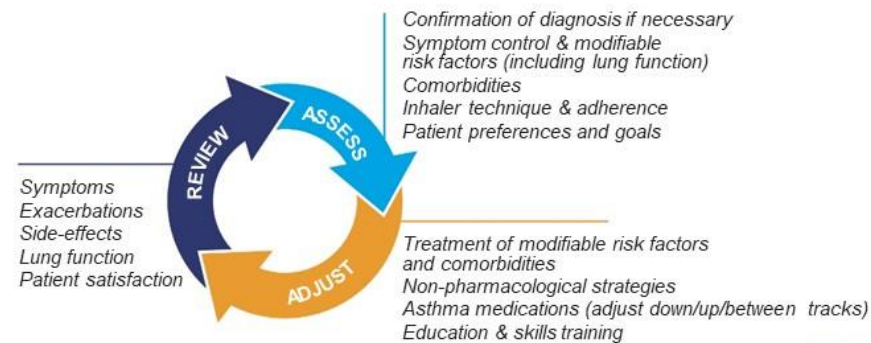 Confirmation of diagnosis if necessary
Symptom control & modifiable
risk factors (including lung function)
Comorbidities
Inhaler technique & adherence
Patient preferences and goals
ASSESS
REVIEW
Symptoms
Exacerbations
Side-effects
Lung function
Patient satisfaction
ADJUST
Treatment of modifiable risk factors
and comorbidities
Non-pharmacological strategies
Asthma medications (adjust down/up/between tracks)
Education & skills training